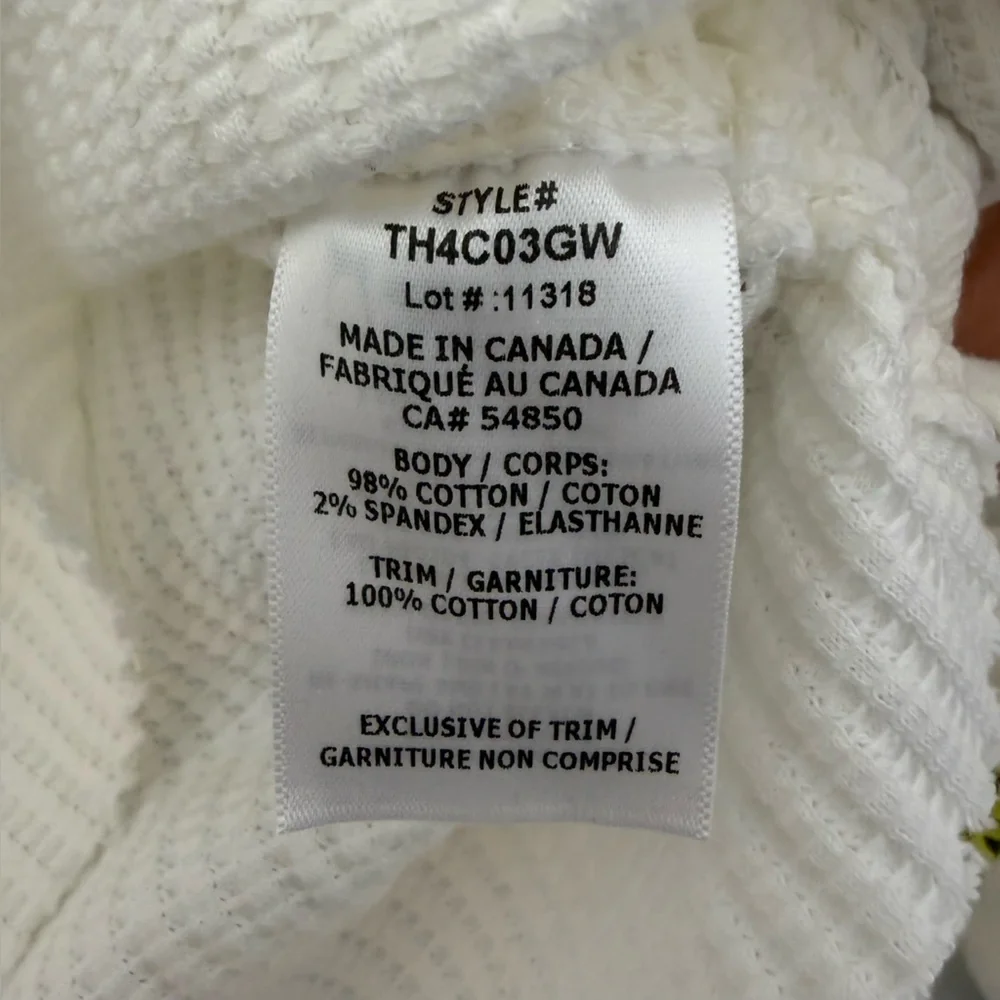 STYLE#
TH4C03GW
Lot # :11318
MADE IN CANADA /
FABRIQUÉ AU CANADA
CA# 54850
BODY / CORPS:
98% COTTON / COTON
2% SPANDEX / ELASTHANNE
TRIM / GARNITURE:
100% COTTON / COTON
EXCLUSIVE OF TRIM /
GARNITURE NON COMPRISE